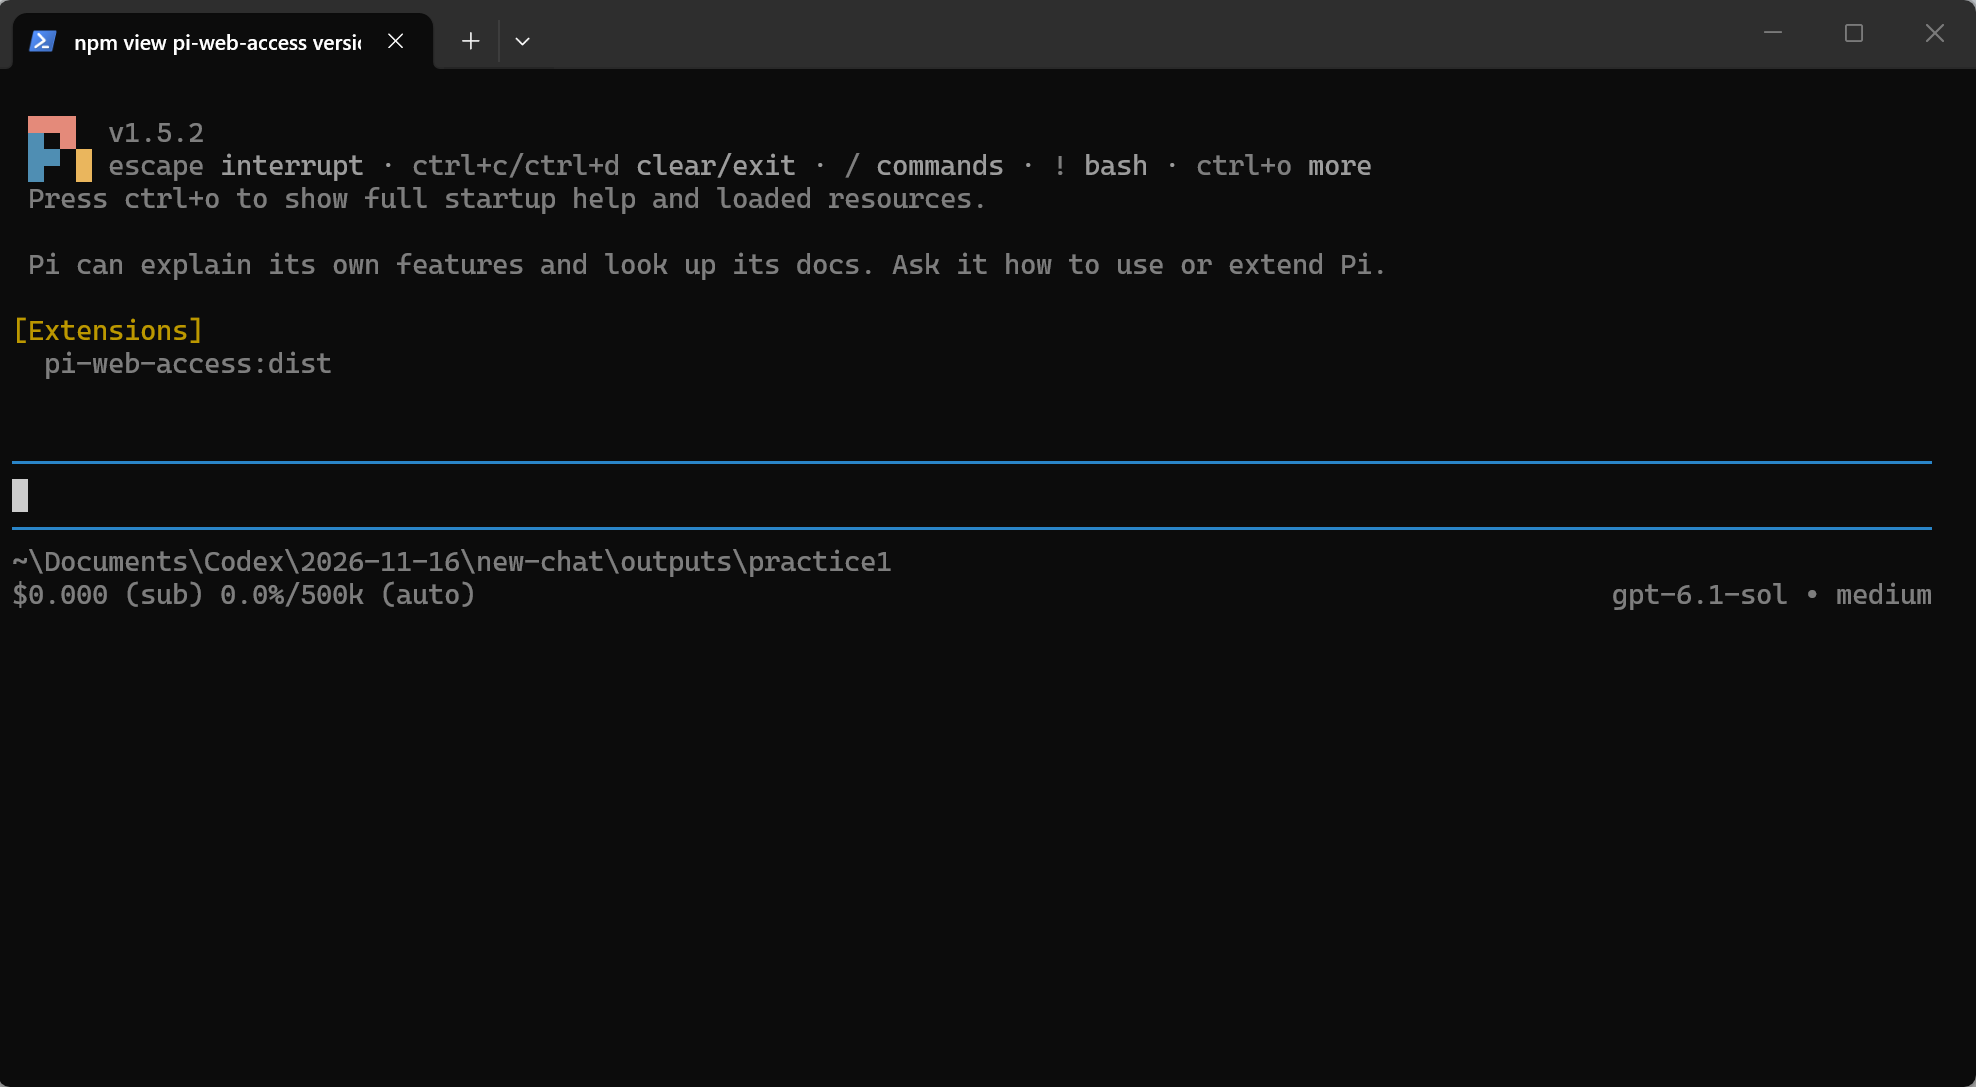 npm view pi-web-access versi
v1.5.2
escape interrupt · ctrl+c/ctrl+d clear/exit · / commands · ! bash · ctrl+o more
Press ctrl+o to show full startup help and loaded resources.
Pi can explain its own features and look up its docs. Ask it how to use or extend Pi.
[Extensions]
pi-web-access:dist
~\Documents\Codex\2026-11-16\new-chat\outputs\practice1
$0.000 (sub) 0.0%/500k (auto) gpt-6.1-sol • medium